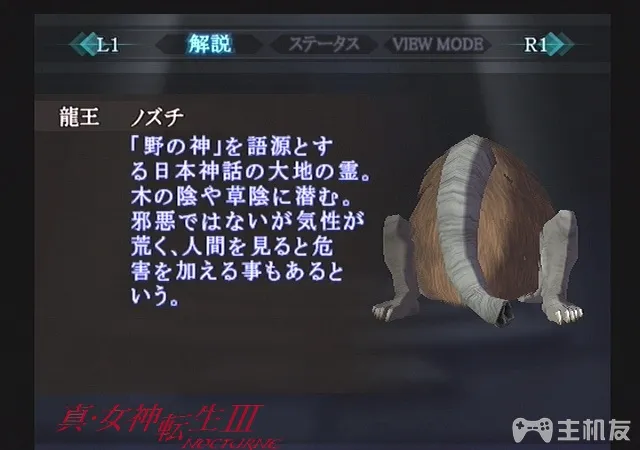 L1 解説 ステータス VIEW MODE R1
龍王 ノズチ
「野の神」を語源とす
る日本神話の大地の霊。
木の陰や草陰に潜む。
邪悪ではないが気性が
荒く、人間を見ると危
害を加える事もあると
いう。
真・女神転生III
NOCTURNE
主机友